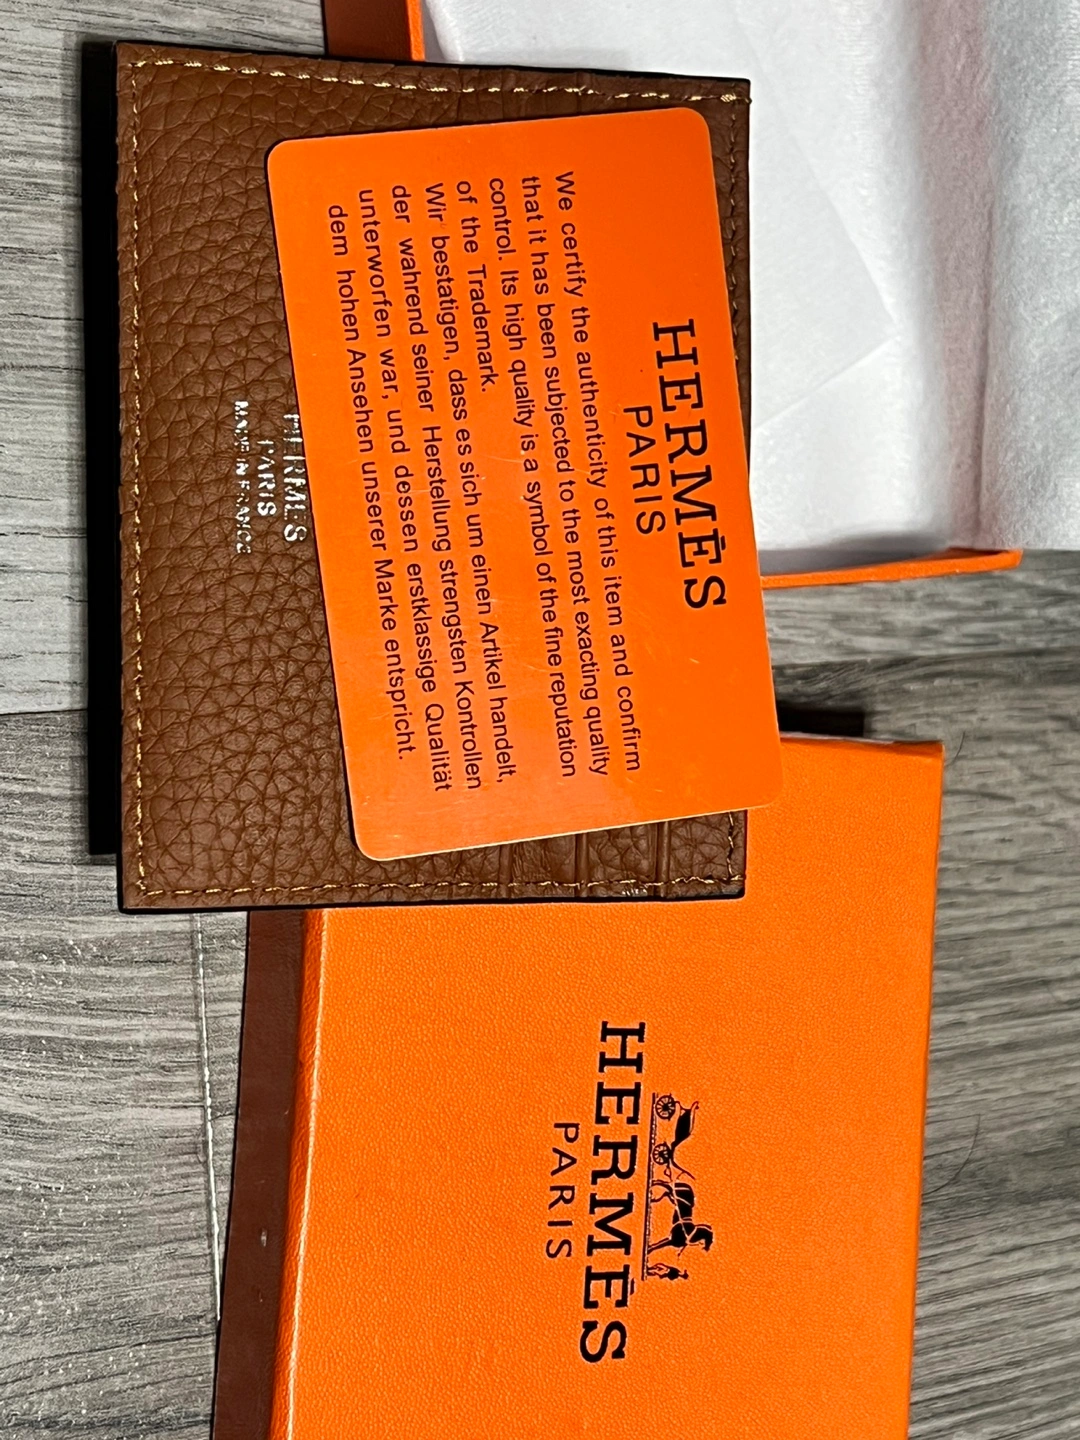 HERMĒS
PARIS
We certify the authenticity of this item and confirm
that it has been subjected to the most exacting quality
control. Its high quality is a symbol of the fine reputation
of the Trademark.
Wir bestatigen, dass es sich um einen Artikel handelt,
der wahrend seiner Herstellung strengsten Kontrollen
unterworfen war, und dessen erstklassige Qualität
dem hohen Ansehen unserer Marke entspricht.
HERMES
PARIS
MADE IN FRANCE
HERMĒS
PARIS